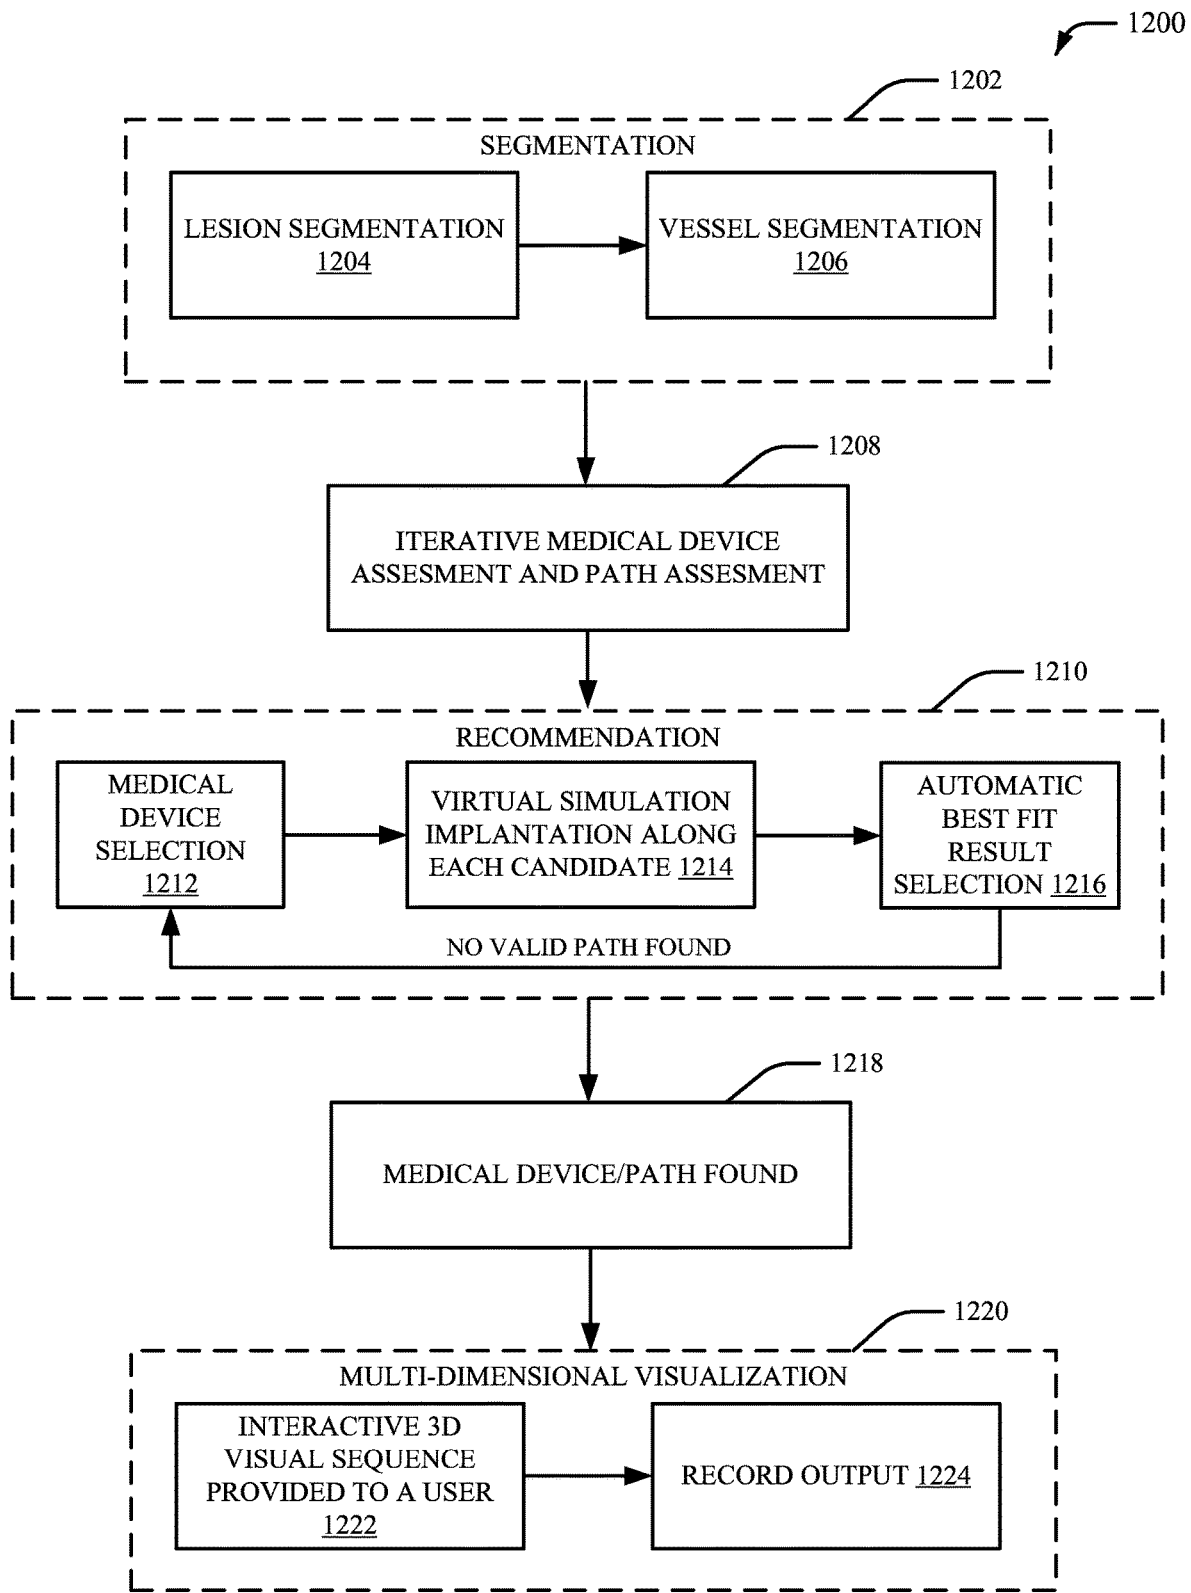 1200
1202
SEGMENTATION
LESION SEGMENTATION
1204
VESSEL SEGMENTATION
1206
1208
ITERATIVE MEDICAL DEVICE
ASSESMENT AND PATH ASSESMENT
1210
RECOMMENDATION
MEDICAL
DEVICE
SELECTION
1212
VIRTUAL SIMULATION
IMPLANTATION ALONG
EACH CANDIDATE 1214
AUTOMATIC
BEST FIT
RESULT
SELECTION 1216
NO VALID PATH FOUND
1218
MEDICAL DEVICE/PATH FOUND
1220
MULTI-DIMENSIONAL VISUALIZATION
INTERACTIVE 3D
VISUAL SEQUENCE
PROVIDED TO A USER
1222
RECORD OUTPUT 1224